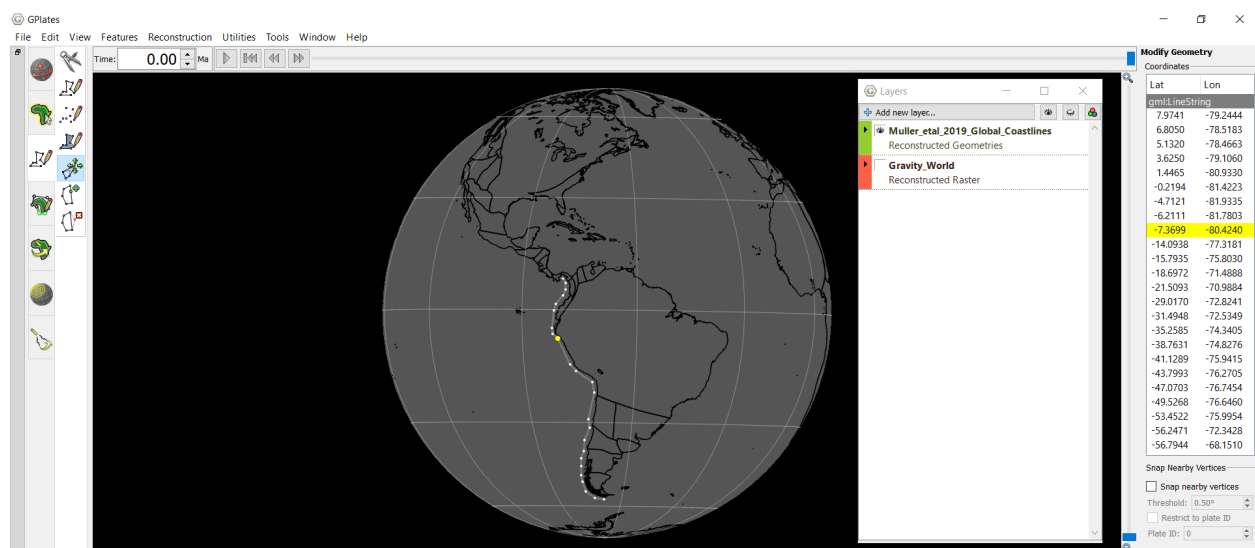 GPlates
File Edit View Features Reconstruction Utilities Tools Window Help
Time: 0.00 Ma
Layers
Add new layer...
Muller_etal_2019_Global_Coastlines
Reconstructed Geometries
Gravity_World
Reconstructed Raster
Modify Geometry
Coordinates
Lat Lon
gml:LineString
7.9741 -79.2444
6.8050 -78.5183
5.1320 -78.4663
3.6250 -79.1060
1.4465 -80.9330
-0.2194 -81.4223
-4.7121 -81.9335
-6.2111 -81.7803
-7.3699 -80.4240
-14.0938 -77.3181
-15.7935 -75.8030
-18.6972 -71.4888
-21.5093 -70.9884
-29.0170 -72.8241
-31.4948 -72.5349
-35.2585 -74.3405
-38.7631 -74.8276
-41.1289 -75.9415
-43.7993 -76.2705
-47.0703 -76.7454
-49.5268 -76.6460
-53.4522 -75.9954
-56.2471 -72.3428
-56.7944 -68.1510
Snap Nearby Vertices
Snap nearby vertices
Threshold: 0.50º
Restrict to plate ID
Plate ID: 0